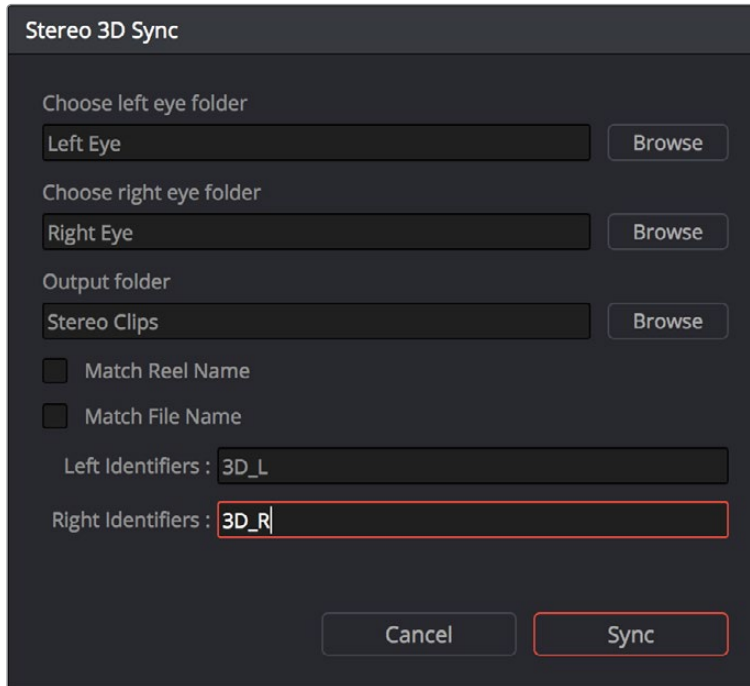 Stereo 3D Sync
Choose left eye folder
Left Eye Browse
Choose right eye folder
Right Eye Browse
Output folder
Stereo Clips Browse
Match Reel Name
Match File Name
Left Identifiers : 3D_L
Right Identifiers : 3D_R
Cancel Sync